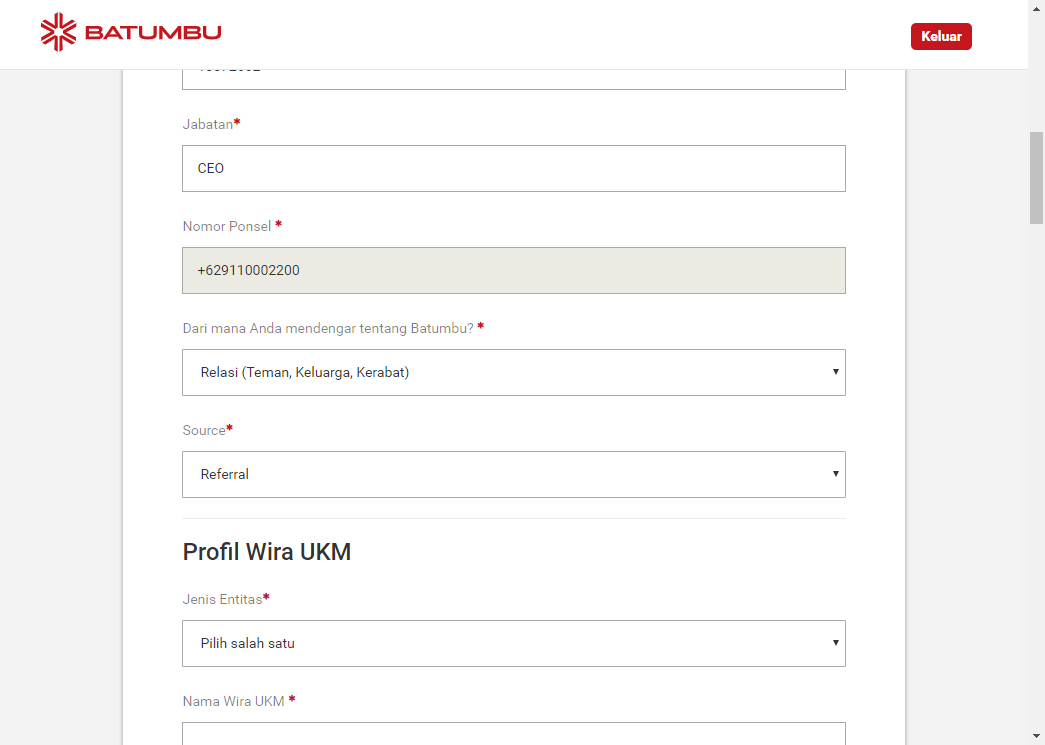 BATUMBU
Keluar
Jabatan*
CEO
Nomor Ponsel *
+629110002200
Dari mana Anda mendengar tentang Batumbu? *
Relasi (Teman, Keluarga, Kerabat)
Source*
Referral
Profil Wira UKM
Jenis Entitas*
Pilih salah satu
Nama Wira UKM *